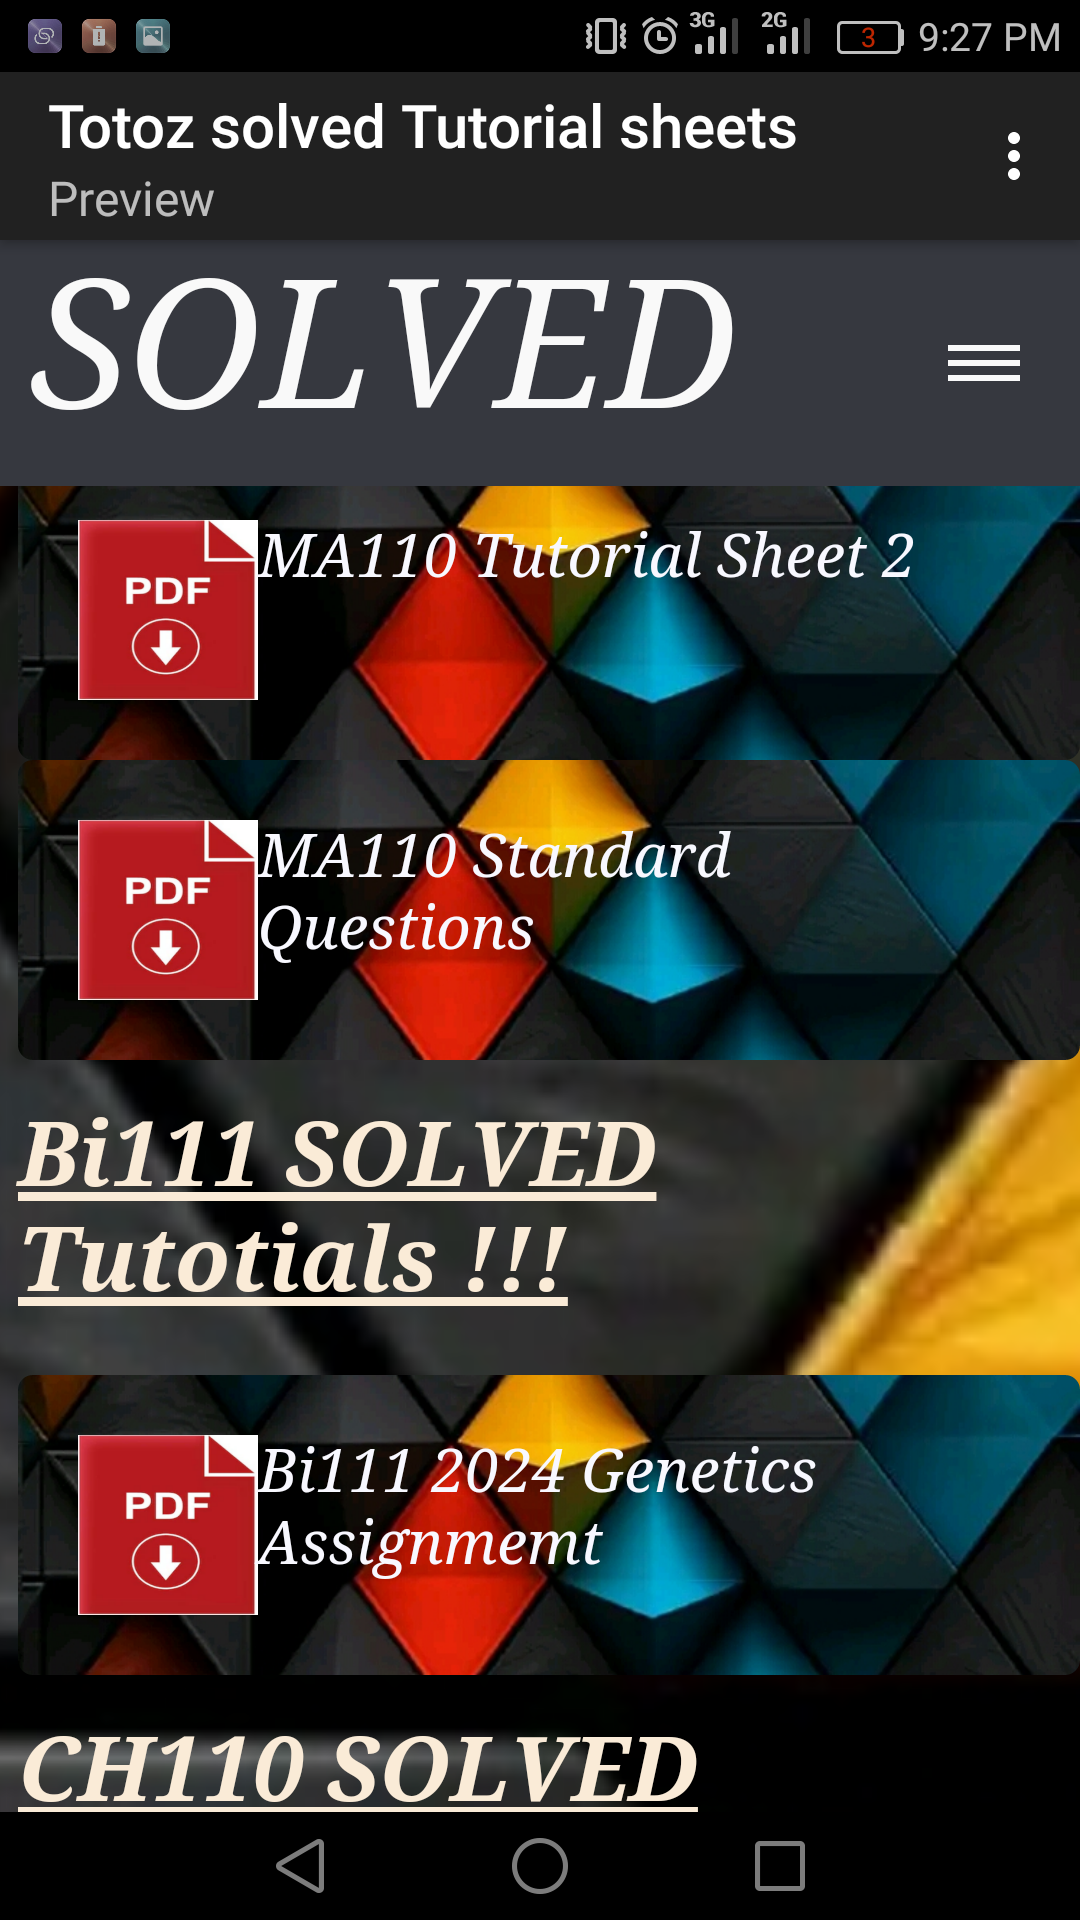 3G 2G 3 9:27 PM
Totoz solved Tutorial sheets
Preview
SOLVED
PDF
MA110 Tutorial Sheet 2
PDF
MA110 Standard
Questions
Bi111 SOLVED
Tutotials !!!
PDF
Bi111 2024 Genetics
Assignmemt
CH110 SOLVED